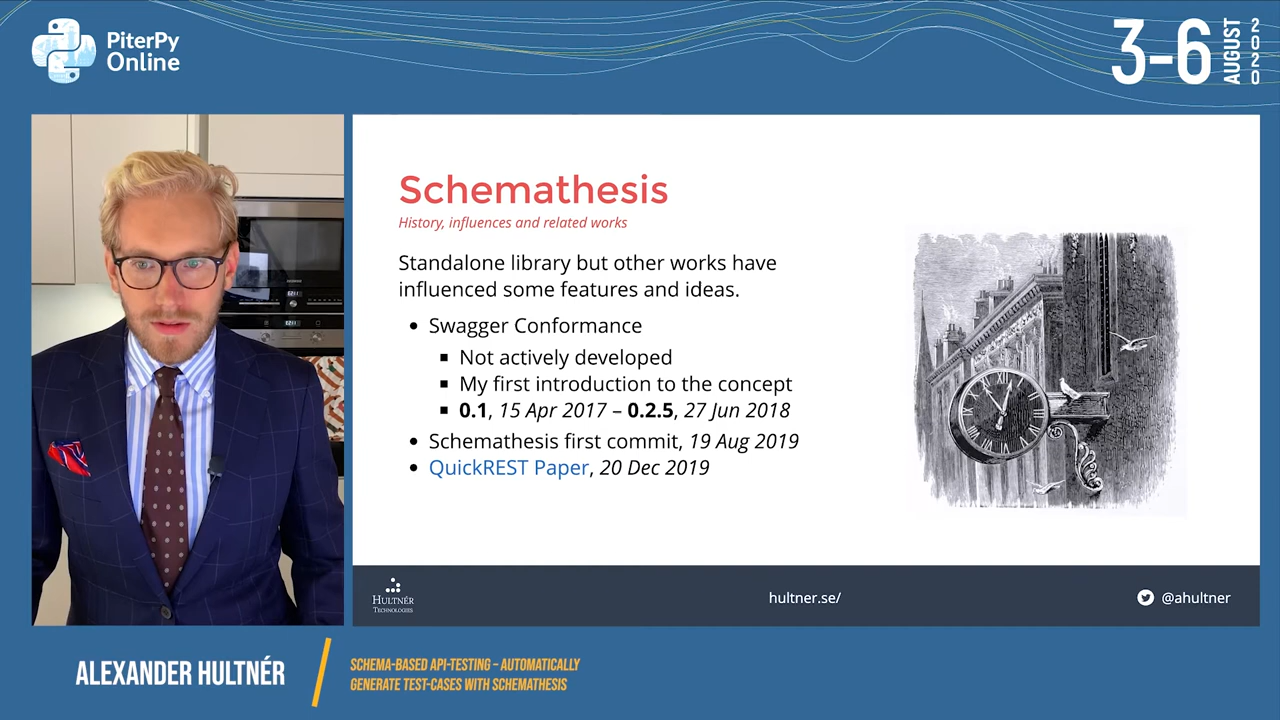 PiterPy
Online
3-6
AUGUST
2020
Schemathesis
History, influences and related works
Standalone library but other works have
influenced some features and ideas.
Swagger Conformance
Not actively developed
My first introduction to the concept
0.1, 15 Apr 2017 – 0.2.5, 27 Jun 2018
Schemathesis first commit, 19 Aug 2019
QuickREST Paper, 20 Dec 2019
HULTNÉR
TECHNOLOGIES
hultner.se/
@ahultner
ALEXANDER HULTNÉR
SCHEMA-BASED API-TESTING – AUTOMATICALLY
GENERATE TEST-CASES WITH SCHEMATHESIS